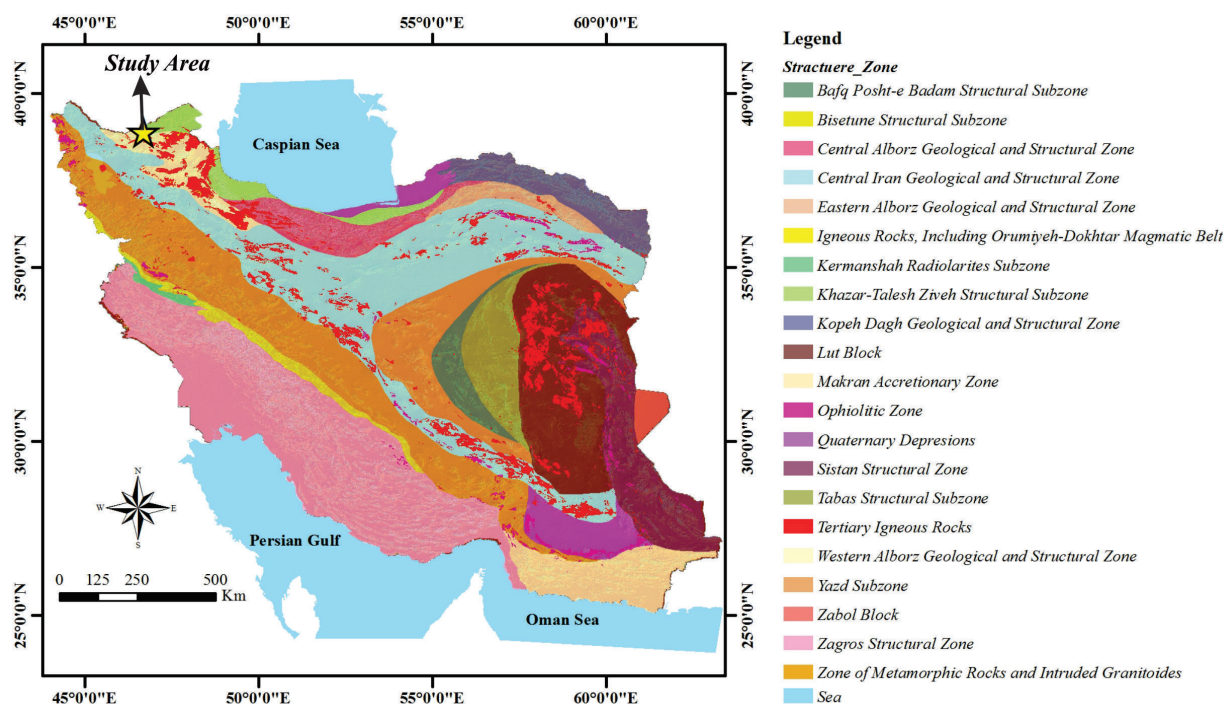 45°0'0"E 50°0'0"E 55°0'0"E 60°0'0"E
Study Area
40°0'0"N
35°0'0"N
30°0'0"N
25°0'0"N
Caspian Sea
Persian Gulf
Oman Sea
N
W E
S
0 125 250 500
Km
40°0'0"N
35°0'0"N
30°0'0"N
25°0'0"N
45°0'0"E 50°0'0"E 55°0'0"E 60°0'0"E
Legend
Stractuere_Zone
Bafq Posht-e Badam Structural Subzone
Bisetune Structural Subzone
Central Alborz Geological and Structural Zone
Central Iran Geological and Structural Zone
Eastern Alborz Geological and Structural Zone
Igneous Rocks, Including Orumiyeh-Dokhtar Magmatic Belt
Kermanshah Radiolarites Subzone
Khazar-Talesh Ziveh Structural Subzone
Kopeh Dagh Geological and Structural Zone
Lut Block
Makran Accretionary Zone
Ophiolitic Zone
Quaternary Depresions
Sistan Structural Zone
Tabas Structural Subzone
Tertiary Igneous Rocks
Western Alborz Geological and Structural Zone
Yazd Subzone
Zabol Block
Zagros Structural Zone
Zone of Metamorphic Rocks and Intruded Granitoides
Sea